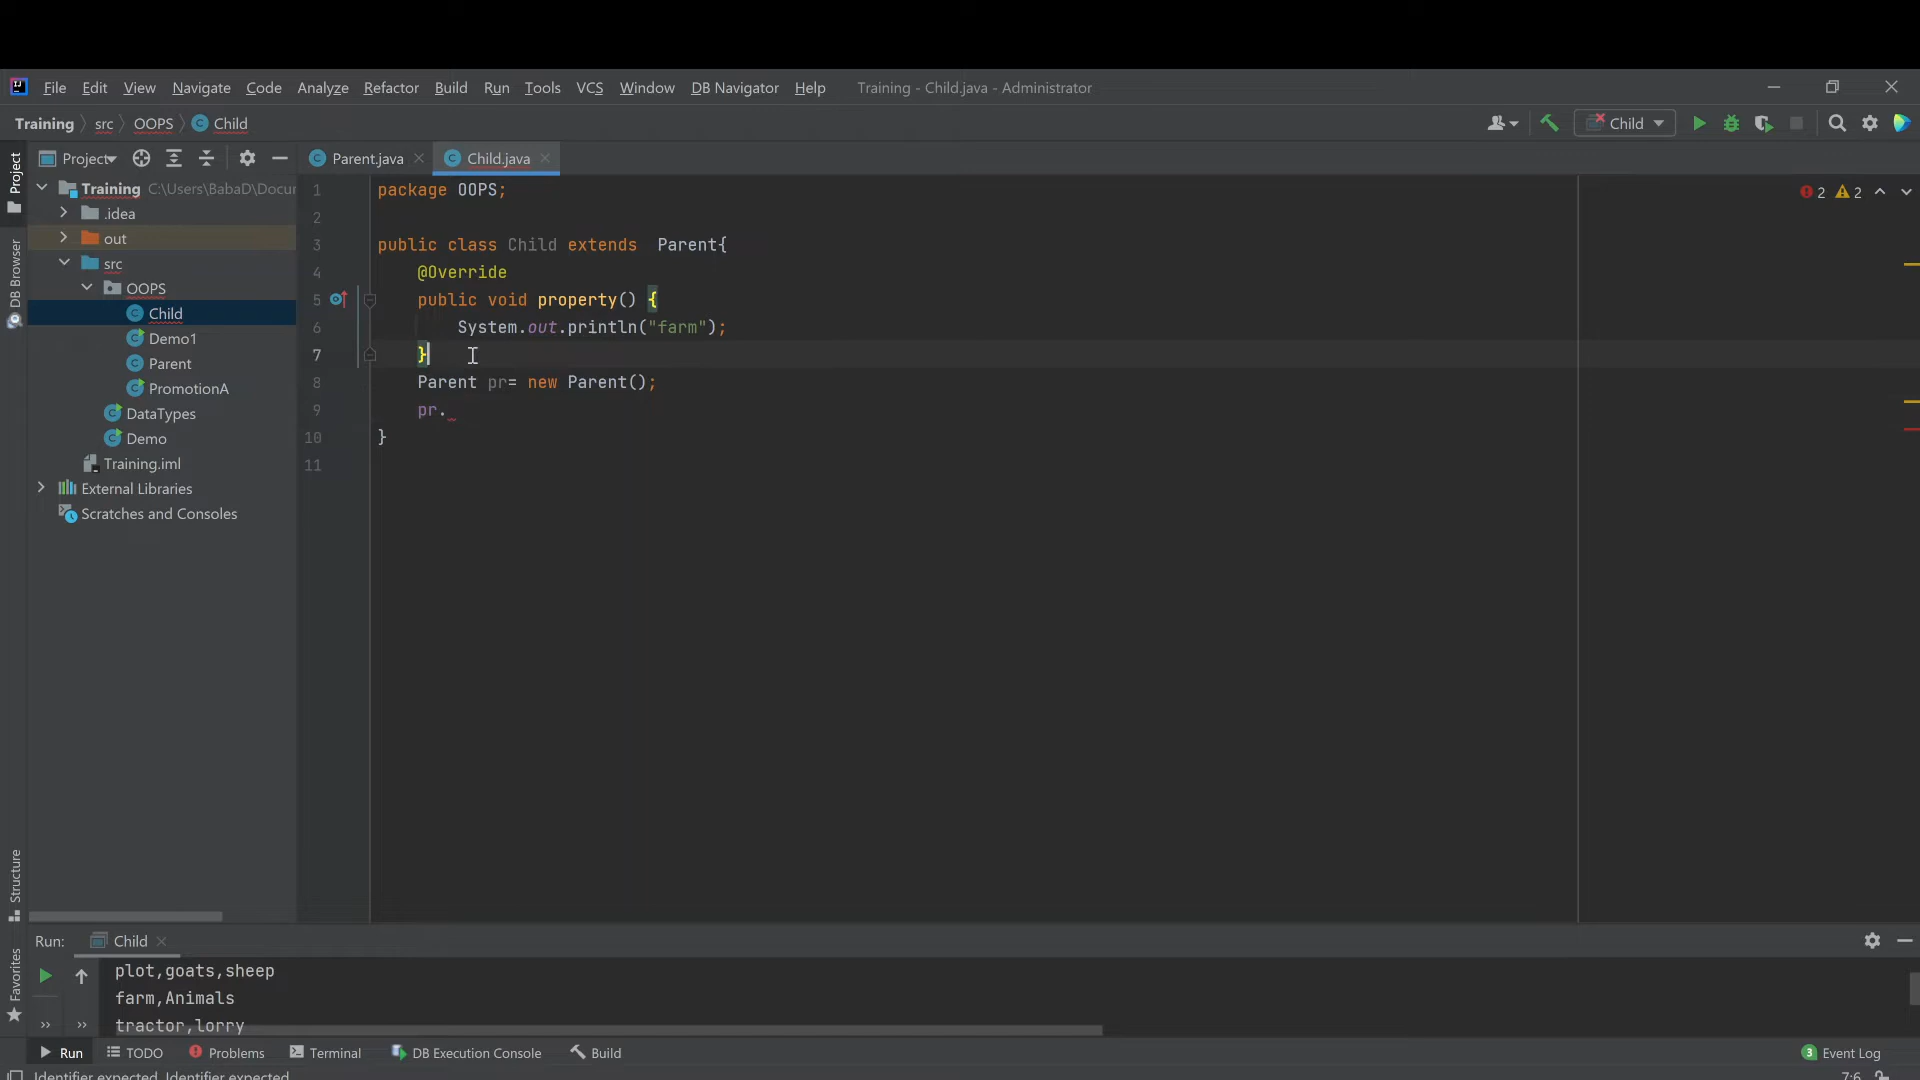 File Edit View Navigate Code Analyze Refactor Build Run Tools VCS Window DB Navigator Help Training - Child.java - Administrator
Training src OOPS Child Child
Project Parent.java Child.java
Project
DB Browser
Structure
Favorites
Training C:\Users\BabaD\Docu
.idea
out
src
OOPS
Child
Demo1
Parent
PromotionA
DataTypes
Demo
Training.iml
External Libraries
Scratches and Consoles
2 2
1 package OOPS;
2
3 public class Child extends  Parent{
4 @Override
5 public void property() {
6 System.out.println("farm");
7 }
8 Parent pr= new Parent();
9 pr.
10 }
11
Run: Child
plot,goats,sheep
farm,Animals
tractor,lorry
Run TODO Problems Terminal DB Execution Console Build 3 Event Log
Identifier expected. Identifier expected 7:6